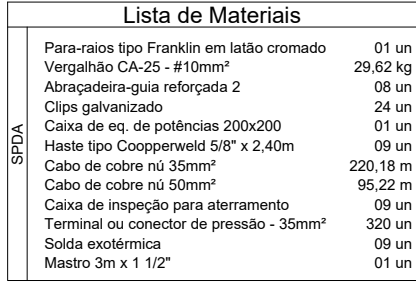 Lista de Materiais
SPDA
Para-raios tipo Franklin em latão cromado 01 un
Vergalhão CA-25 - #10mm² 29,62 kg
Abraçadeira-guia reforçada 2 08 un
Clips galvanizado 24 un
Caixa de eq. de potências 200x200 01 un
Haste tipo Coopperweld 5/8" x 2,40m 09 un
Cabo de cobre nú 35mm² 220,18 m
Cabo de cobre nú 50mm² 95,22 m
Caixa de inspeção para aterramento 09 un
Terminal ou conector de pressão - 35mm² 320 un
Solda exotérmica 09 un
Mastro 3m x 1 1/2" 01 un